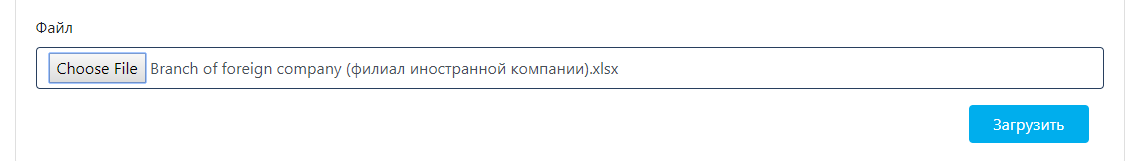 Файл
Choose File Branch of foreign company (филиал иностранной компании).xlsx
Загрузить